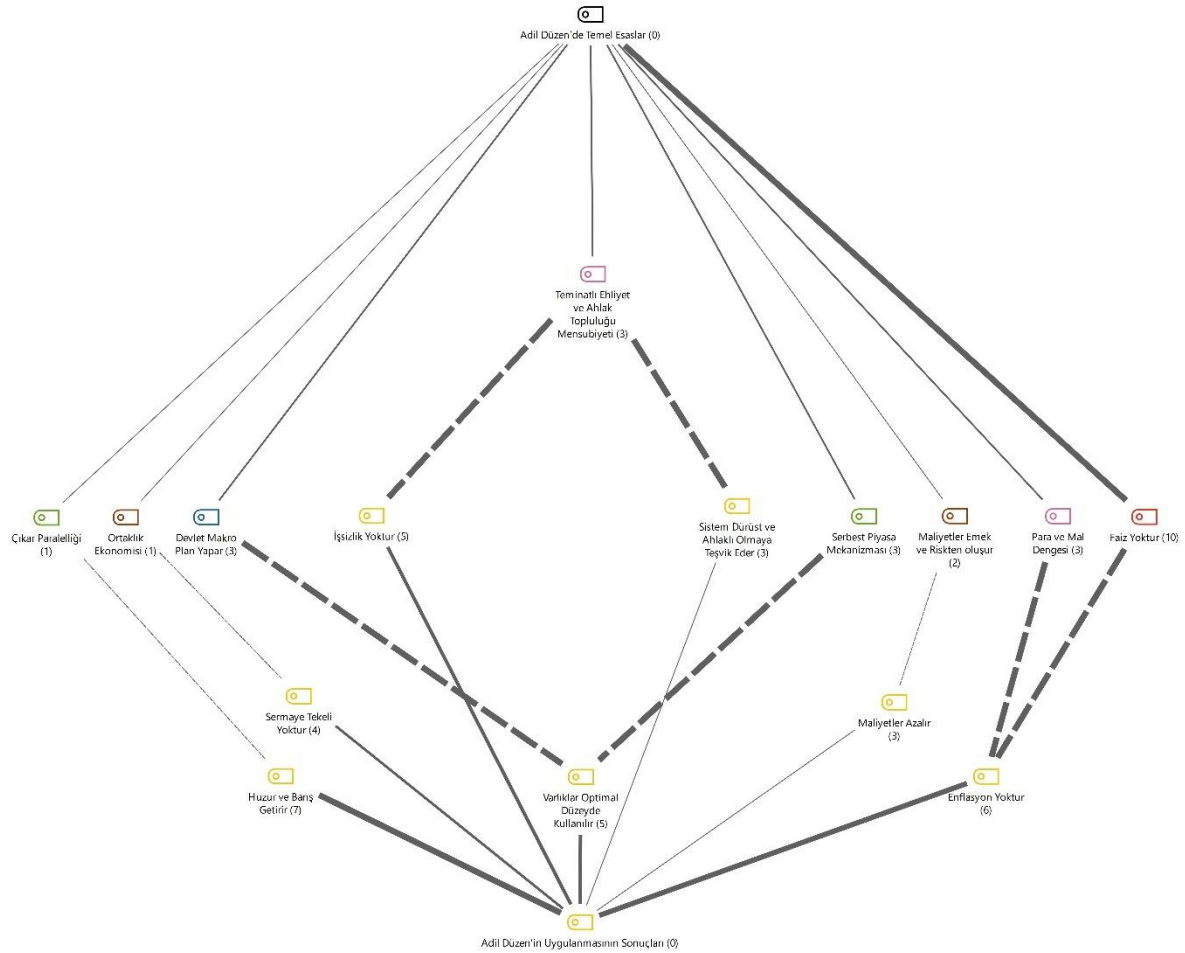 Adil Düzen'de Temel Esaslar (0)
Teminatlı Ehliyet
ve Ahlak
Topluluğu
Mensubiyeti (3)
Çıkar Paralelliği
(1)
Ortaklık
Ekonomisi (1)
Devlet Makro
Plan Yapar (3)
İşsizlik Yoktur (5)
Sistem Dürüst ve
Ahlaklı Olmaya
Teşvik Eder (3)
Serbest Piyasa
Mekanizması (3)
Maliyetler Emek
ve Riskten oluşur
(2)
Para ve Mal
Dengesi (3)
Faiz Yoktur (10)
Sermaye Tekeli
Yoktur (4)
Maliyetler Azalır
(3)
Huzur ve Barış
Getirir (7)
Varlıklar Optimal
Düzeyde
Kullanılır (5)
Enflasyon Yoktur
(6)
Adil Düzen'in Uygulanmasının Sonuçları (0)